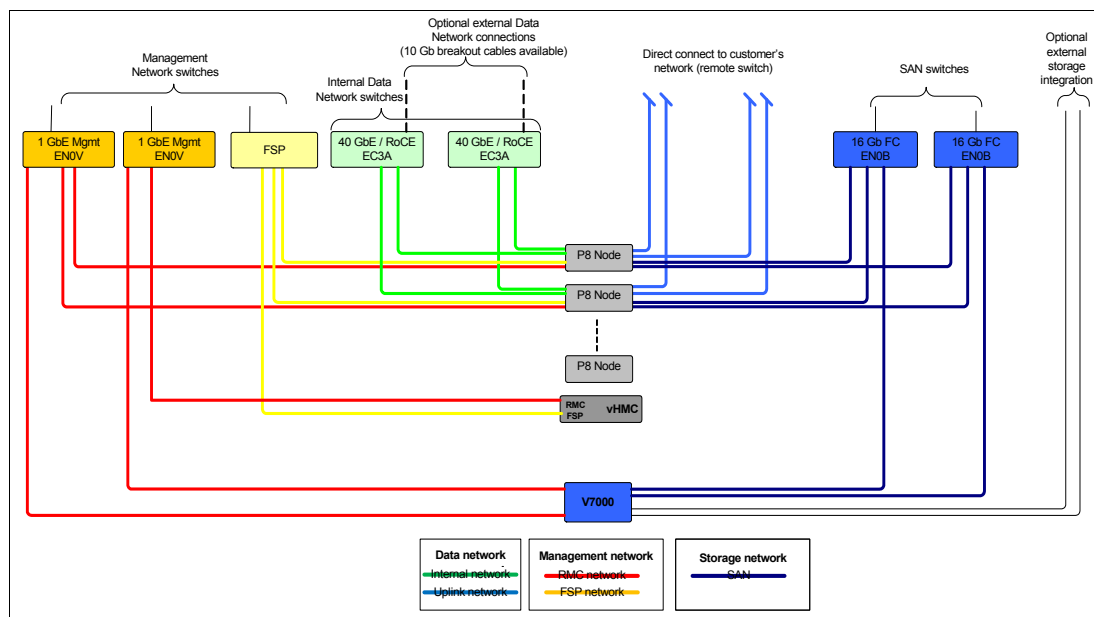 Optional external Data
Network connections
(10 Gb breakout cables available)
Management
Network switches
Internal Data
Network switches
Direct connect to customer's
network (remote switch)
SAN switches
Optional
external
storage
integration
1 GbE Mgmt
EN0V
1 GbE Mgmt
EN0V
FSP
40 GbE / RoCE
EC3A
40 GbE / RoCE
EC3A
16 Gb FC
EN0B
16 Gb FC
EN0B
P8 Node
P8 Node
P8 Node
RMC
FSP
vHMC
V7000
Data network
Internal network
Uplink network
Management network
RMC network
FSP network
Storage network
SAN